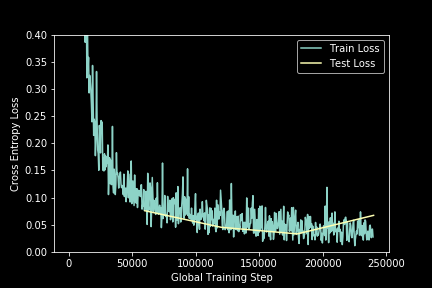 0.40
0.35
0.30
0.25
0.20
0.15
0.10
0.05
0.00
Cross Entropy Loss
Train Loss
Test Loss
0 50000 100000 150000 200000 250000
Global Training Step